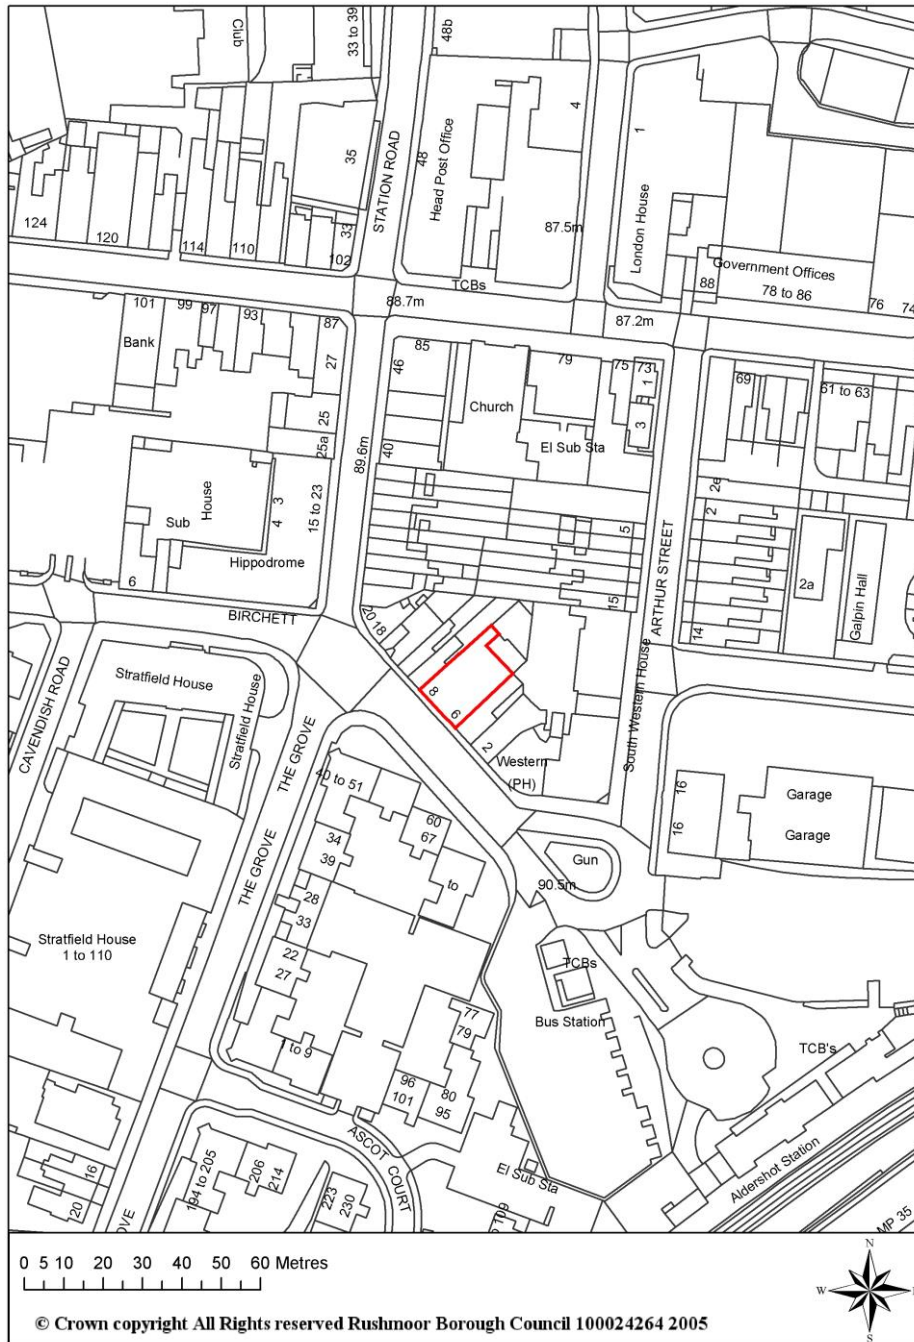 Club
33 to 39
48b
4
1
35
STATION ROAD
48
Head Post Office
87.5m
London House
124
120
114
110
33
102
TCBs
88
Government Offices
78 to 86
76
74
88.7m
87.2m
101
99
97
93
87
Bank
27
46
85
79
75
73
1
69
61 to 63
Church
25
3
25a
89.6m
40
El Sub Sta
2e
House
Sub
3
4
15 to 23
5
2
2a
ARTHUR STREET
Galpin Hall
Hippodrome
6
BIRCHETT
20
18
15
14
CAVENDISH ROAD
Stratfield House
Stratfield House
THE GROVE
8
6
2
Western
(PH)
South Western House
40 to 51
60
67
16
Garage
THE GROVE
34
39
to
16
Garage
Gun
90.5m
28
33
Stratfield House
1 to 110
22
27
TCBs
Bus Station
77
79
TCB's
1 to 9
96
101
80
95
ASCOT COURT
Aldershot Station
El Sub Sta
16
20
194 to 205
206
214
223
230
109
MP 35
N
W
S
0 5 10 20 30 40 50 60 Metres
© Crown copyright All Rights reserved Rushmoor Borough Council 100024264 2005